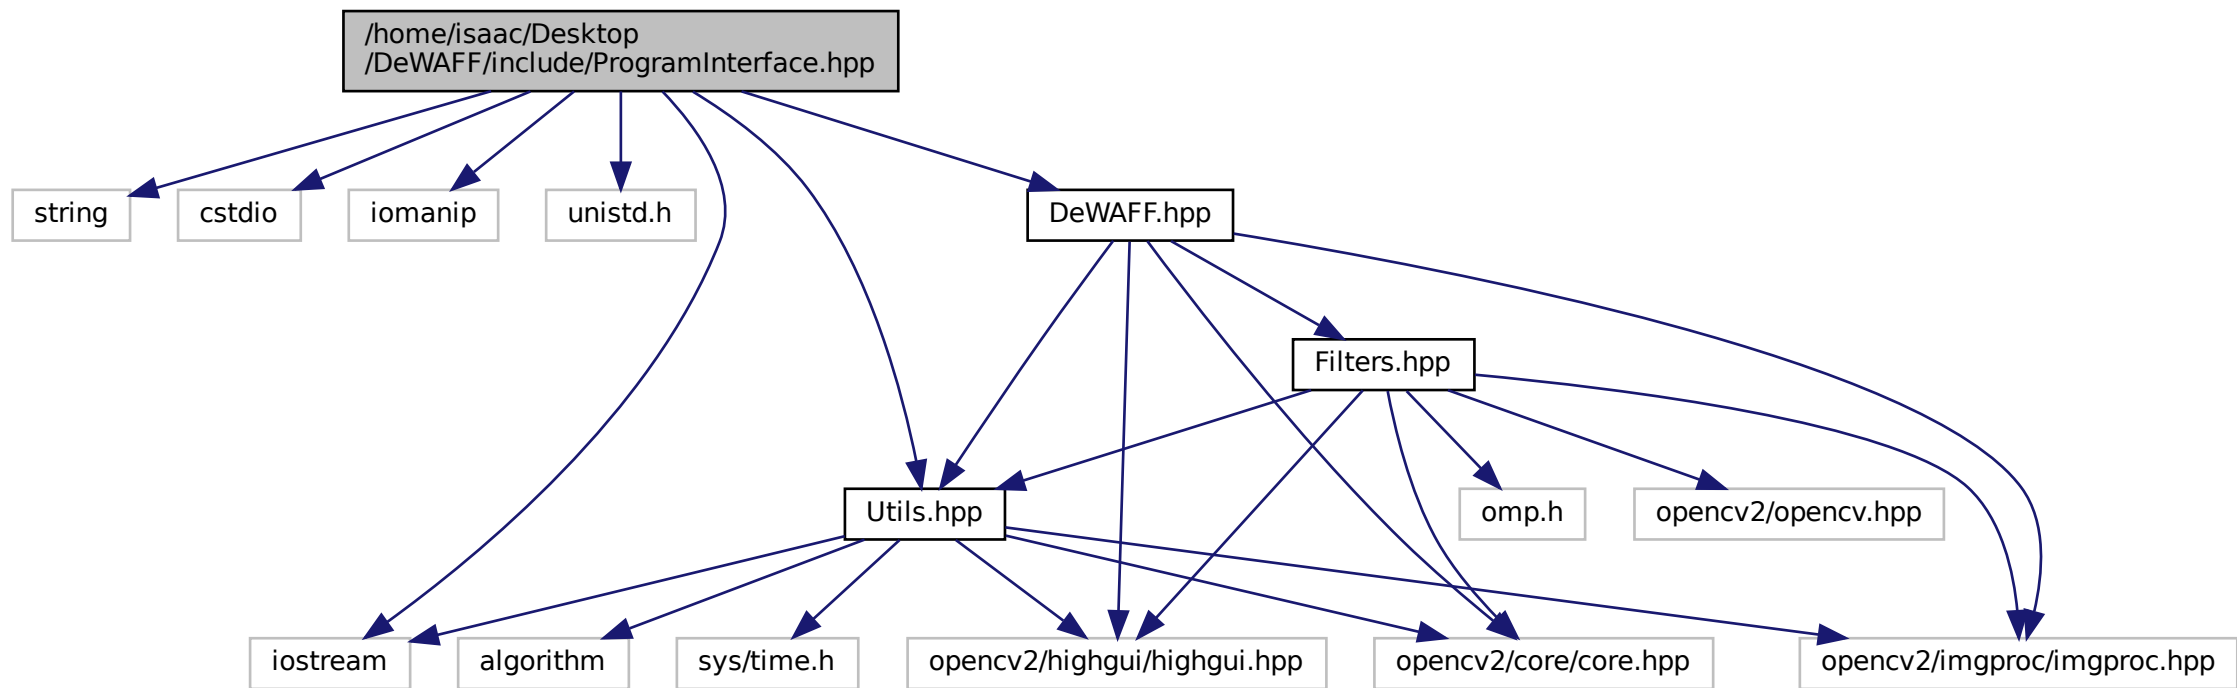 /home/isaac/Desktop
/DeWAFF/include/ProgramInterface.hpp
string
cstdio
iomanip
unistd.h
DeWAFF.hpp
Filters.hpp
Utils.hpp
omp.h
opencv2/opencv.hpp
iostream
algorithm
sys/time.h
opencv2/highgui/highgui.hpp
opencv2/core/core.hpp
opencv2/imgproc/imgproc.hpp